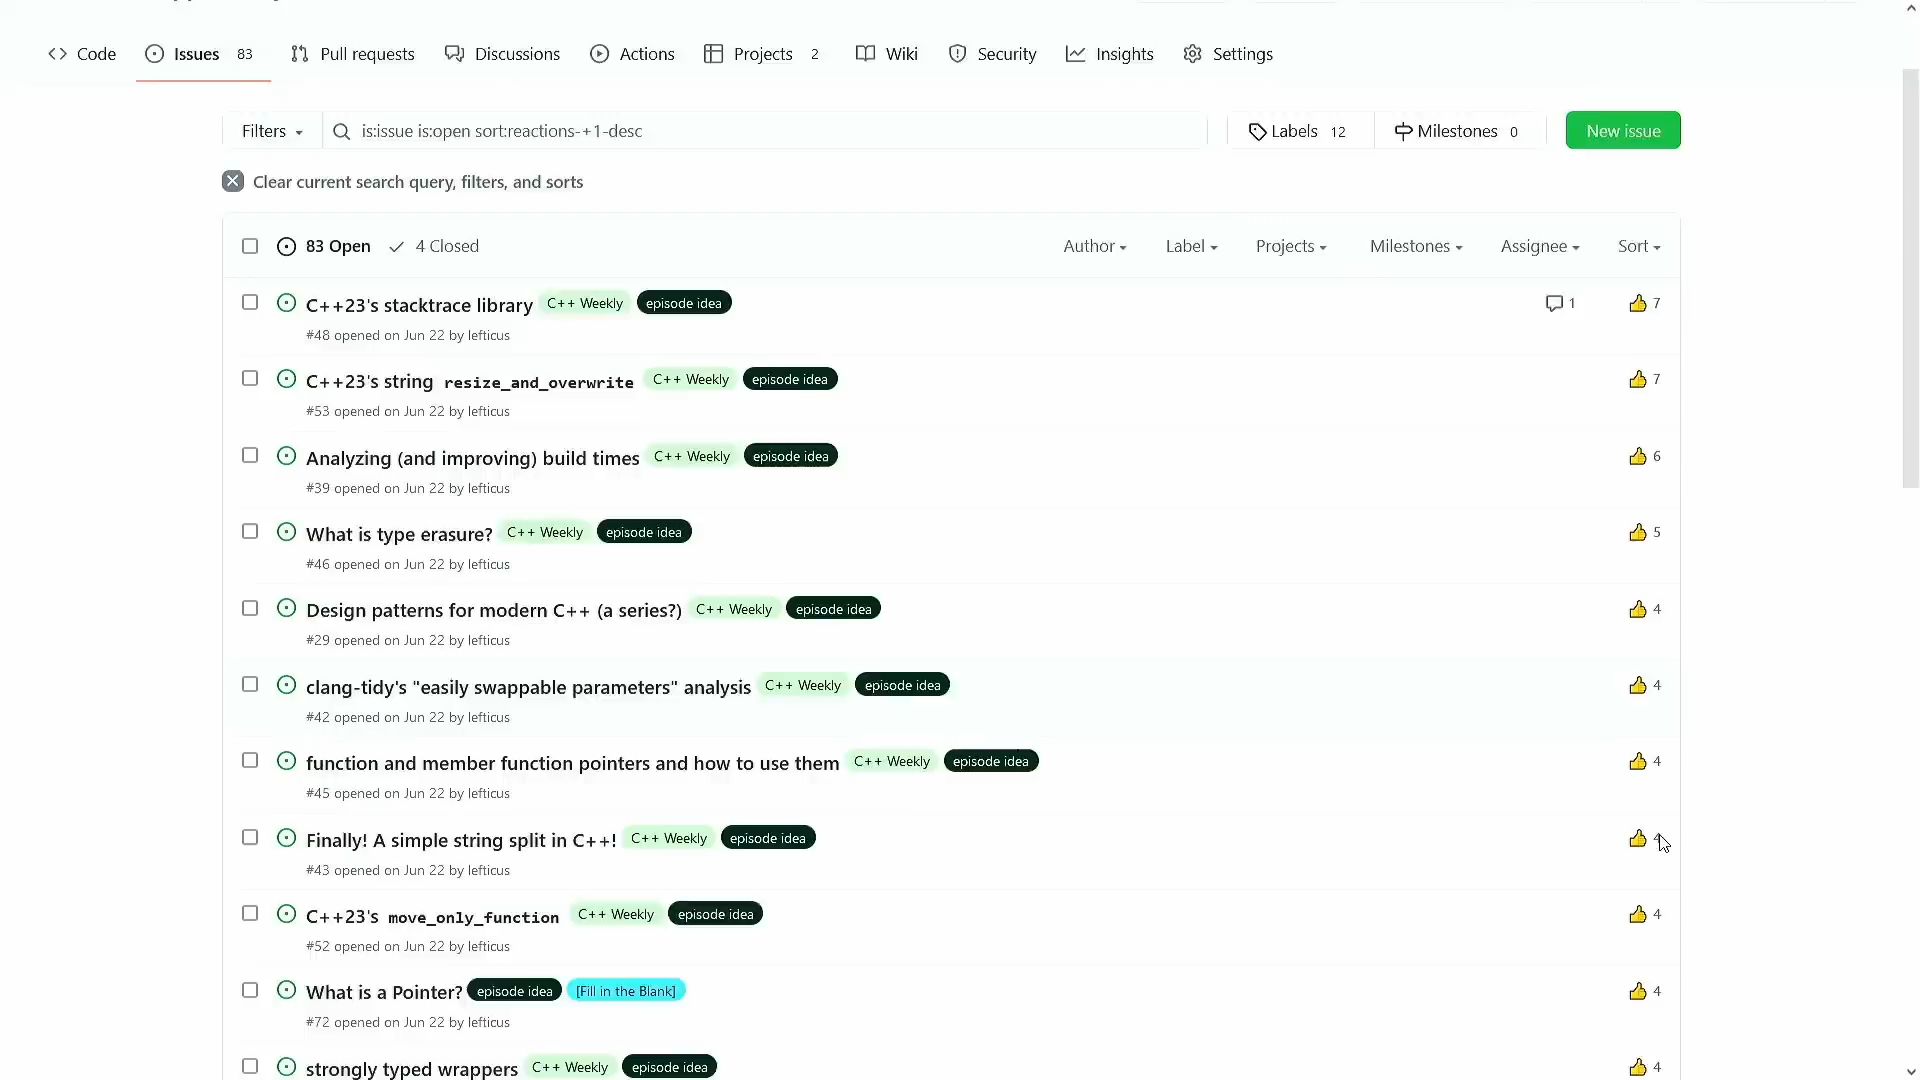 Code Issues 83 Pull requests Discussions Actions Projects 2 Wiki Security Insights Settings
Filters is:issue is:open sort:reactions-+1-desc Labels 12 Milestones 0 New issue
Clear current search query, filters, and sorts
83 Open 4 Closed Author Label Projects Milestones Assignee Sort
C++23's stacktrace library C++ Weekly episode idea 1 7
#48 opened on Jun 22 by lefticus
C++23's string resize_and_overwrite C++ Weekly episode idea 7
#53 opened on Jun 22 by lefticus
Analyzing (and improving) build times C++ Weekly episode idea 6
#39 opened on Jun 22 by lefticus
What is type erasure? C++ Weekly episode idea 5
#46 opened on Jun 22 by lefticus
Design patterns for modern C++ (a series?) C++ Weekly episode idea 4
#29 opened on Jun 22 by lefticus
clang-tidy's "easily swappable parameters" analysis C++ Weekly episode idea 4
#42 opened on Jun 22 by lefticus
function and member function pointers and how to use them C++ Weekly episode idea 4
#45 opened on Jun 22 by lefticus
Finally! A simple string split in C++! C++ Weekly episode idea
#43 opened on Jun 22 by lefticus
C++23's move_only_function C++ Weekly episode idea 4
#52 opened on Jun 22 by lefticus
What is a Pointer? episode idea [Fill in the Blank] 4
#72 opened on Jun 22 by lefticus
strongly typed wrappers C++ Weekly episode idea 4